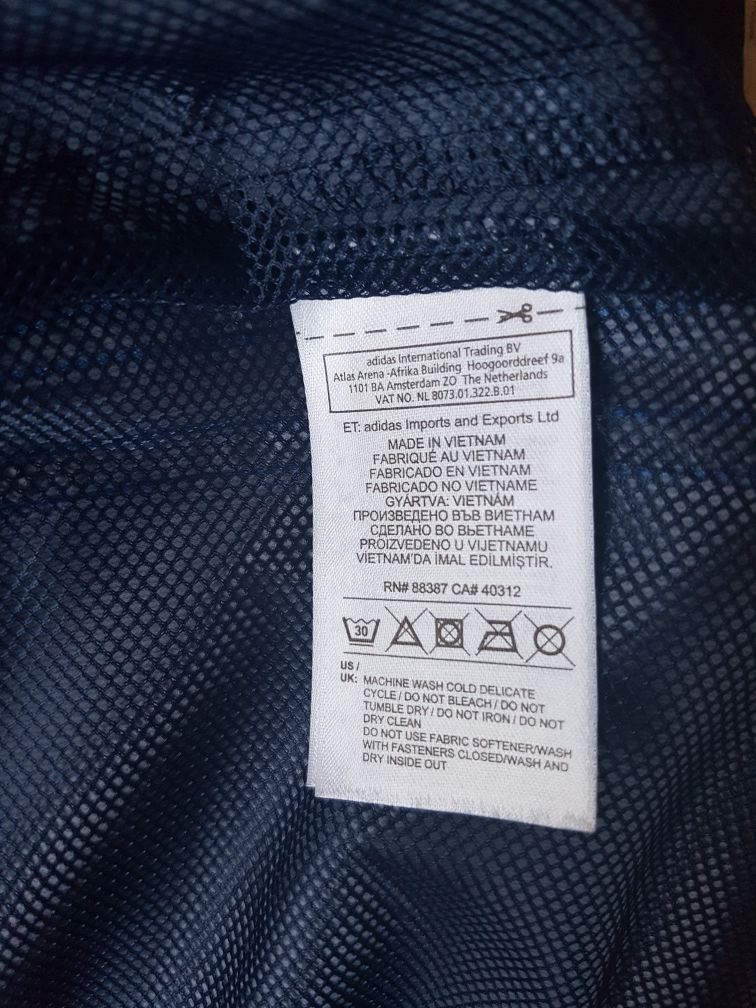 adidas International Trading BV
Atlas Arena -Afrika Building Hoogoorddreef 9a
1101 BA Amsterdam ZO The Netherlands
VAT NO. NL 8073.01.322.B.01
ET: adidas Imports and Exports Ltd
MADE IN VIETNAM
FABRIQUÉ AU VIETNAM
FABRICADO EN VIETNAM
FABRICADO NO VIETNAME
GYÁRTVA: VIETNÁM
ПРОИЗВЕДЕНО ВЪВ ВИЕТНАМ
СДЕЛАНО ВО ВЬЕТНАМЕ
PROIZVEDENO U VIJETNAMU
VİETNAM'DA İMAL EDİLMİŞTİR.
RN# 88387 CA# 40312
30
US /
UK: MACHINE WASH COLD DELICATE
CYCLE / DO NOT BLEACH / DO NOT
TUMBLE DRY / DO NOT IRON / DO NOT
DRY CLEAN
DO NOT USE FABRIC SOFTENER/WASH
WITH FASTENERS CLOSED/WASH AND
DRY INSIDE OUT